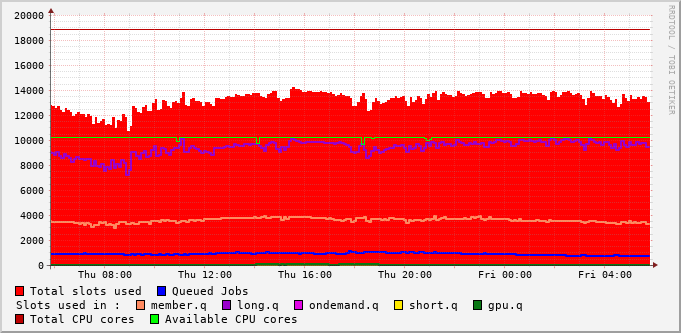 RRDTOOL / TOBI OETIKER
20000
18000
16000
14000
12000
10000
8000
6000
4000
2000
0
Thu 08:00 Thu 12:00 Thu 16:00 Thu 20:00 Fri 00:00 Fri 04:00
Total slots used Queued Jobs
Slots used in : member.q long.q ondemand.q short.q gpu.q
Total CPU cores Available CPU cores